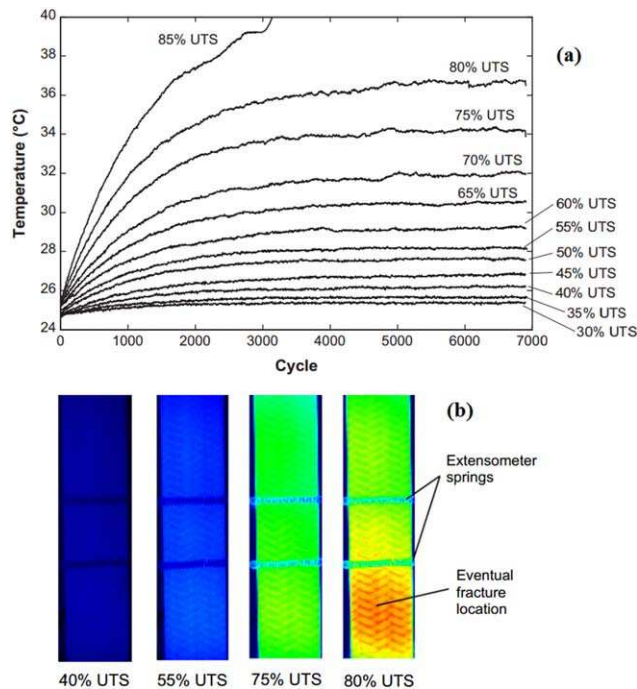 (a)
40
38
36
34
32
30
28
26
24
Temperature (°C)
85% UTS
80% UTS
75% UTS
70% UTS
65% UTS
60% UTS
55% UTS
50% UTS
45% UTS
40% UTS
35% UTS
30% UTS
0 1000 2000 3000 4000 5000 6000 7000
Cycle
(b)
Extensometer
springs
Eventual
fracture
location
40% UTS 55% UTS 75% UTS 80% UTS